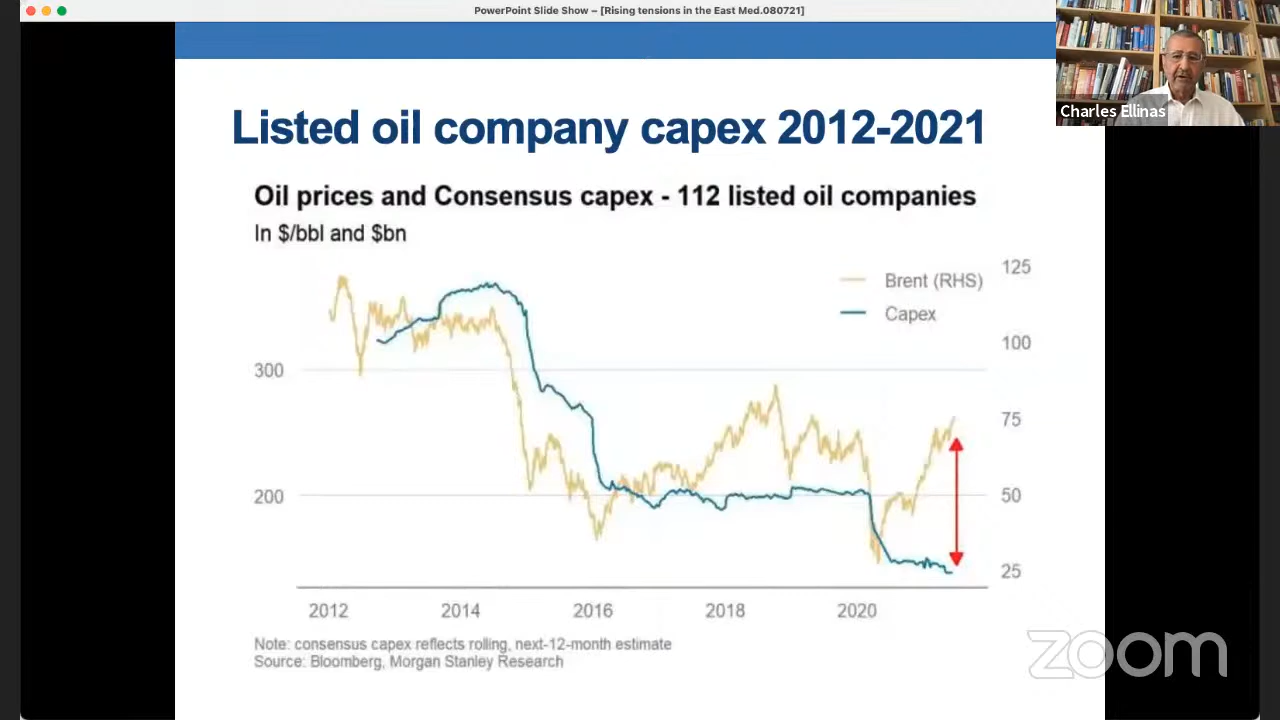 PowerPoint Slide Show – [Rising tensions in the East Med.080721]
Charles Ellinas
Listed oil company capex 2012-2021
Oil prices and Consensus capex - 112 listed oil companies
In $/bbl and $bn
Brent (RHS)
Capex
125
100
75
50
25
300
200
2012 2014 2016 2018 2020
Note: consensus capex reflects rolling, next-12-month estimate
Source: Bloomberg, Morgan Stanley Research
zoom